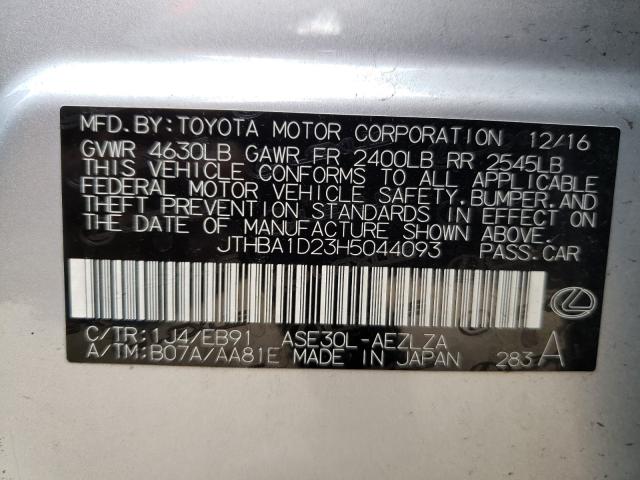 MFD.BY:TOYOTA MOTOR CORPORATION 12/16
GVWR 4630LB GAWR FR 2400LB RR 2545LB
THIS VEHICLE CONFORMS TO ALL APPLICABLE
FEDERAL MOTOR VEHICLE SAFETY,BUMPER,AND
THEFT PREVENTION STANDARDS IN EFFECT ON
THE DATE OF MANUFACTURE SHOWN ABOVE.
JTHBA1D23H5044093 PASS.CAR
C/TR:1J4/EB91 ASE30L-AEZLZA
A/TM:B07A/AA81E MADE IN JAPAN 283 A